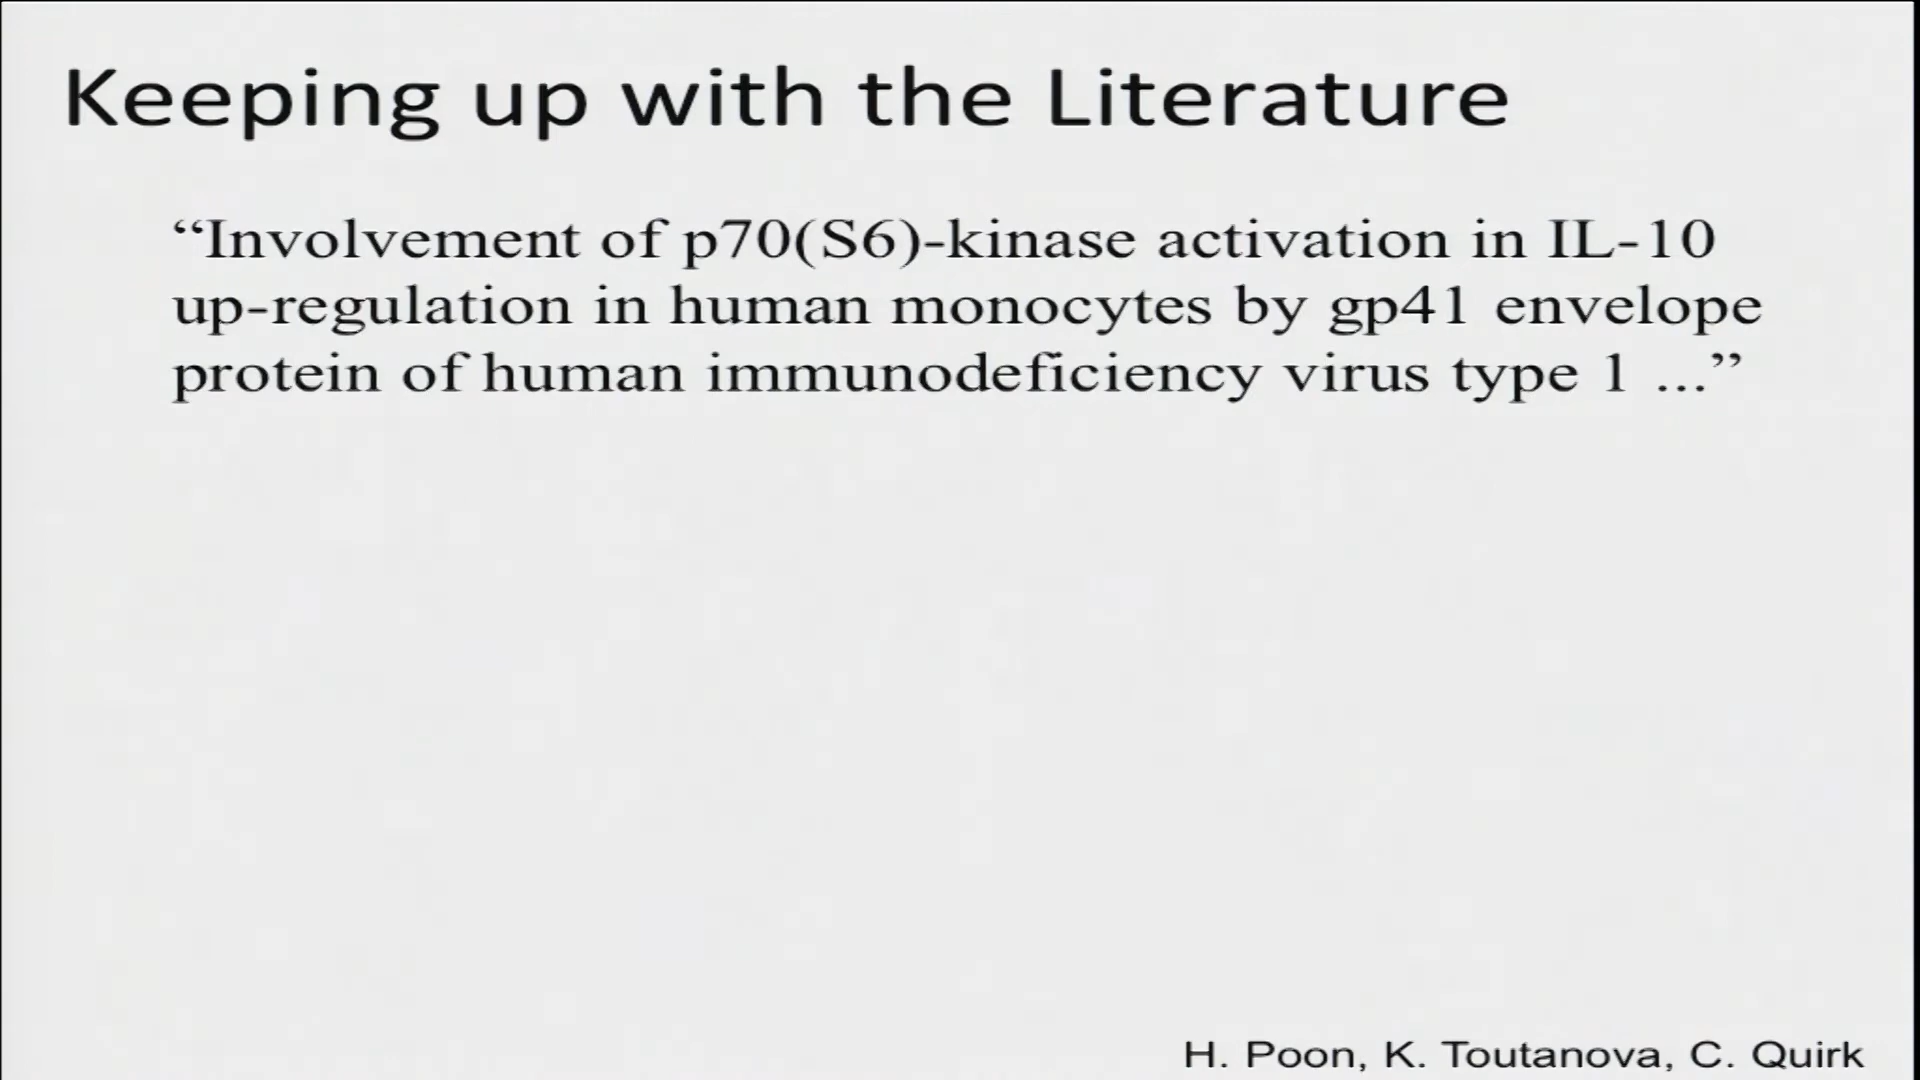 Keeping up with the Literature
“Involvement of p70(S6)-kinase activation in IL-10
up-regulation in human monocytes by gp41 envelope
protein of human immunodeficiency virus type 1 ...”
H. Poon, K. Toutanova, C. Quirk